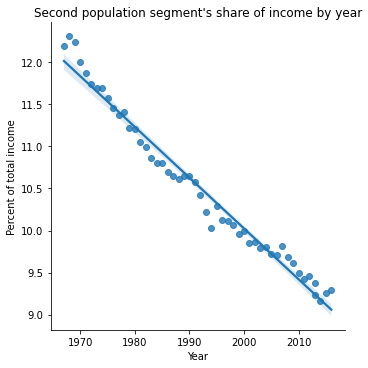 Second population segment's share of income by year
Percent of total income
12.0
11.5
11.0
10.5
10.0
9.5
9.0
1970 1980 1990 2000 2010
Year